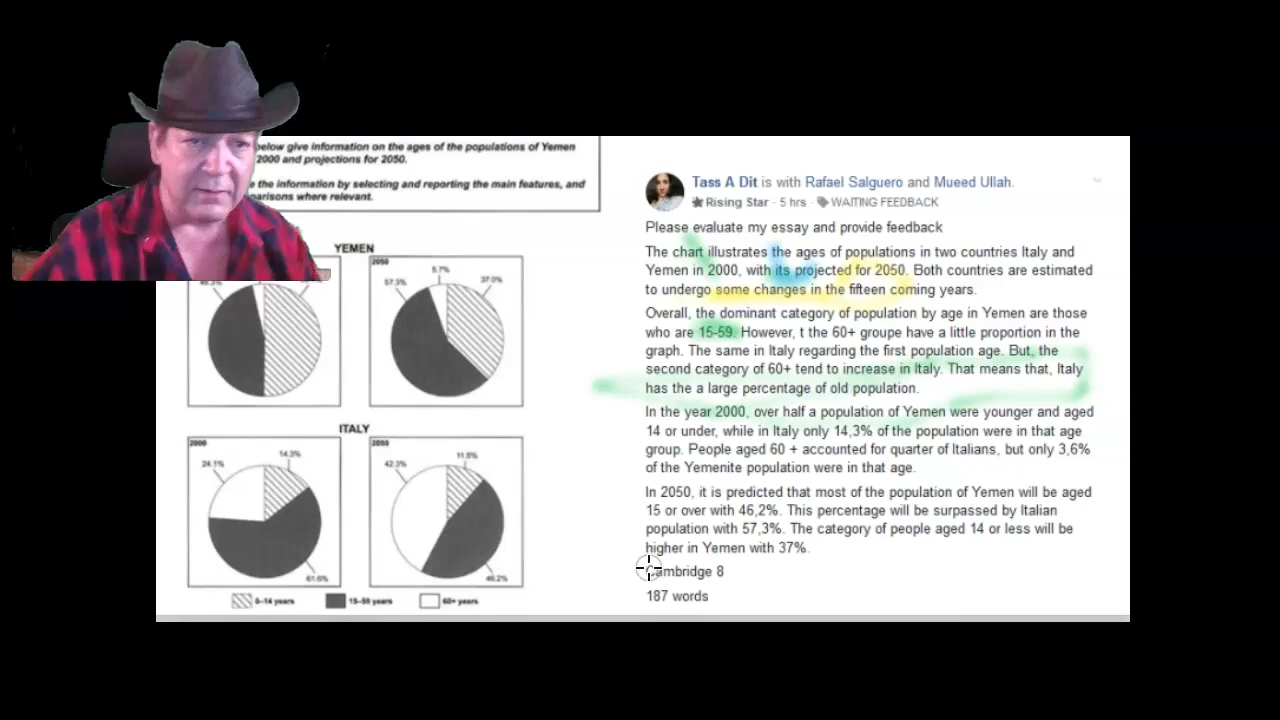 below give information on the ages of the populations of Yemen
2000 and projections for 2050.
the information by selecting and reporting the main features, and
parisons where relevant.
YEMEN
2050
5.7%
57.3%
37.0%
ITALY
2000
24.1%
14.3%
61.6%
2050
42.3%
11.5%
46.2%
0-14 years
15-59 years
60+ years
Tass A Dit is with Rafael Salguero and Mueed Ullah.
Rising Star · 5 hrs · WAITING FEEDBACK
Please evaluate my essay and provide feedback
The chart illustrates the ages of populations in two countries Italy and
Yemen in 2000, with its projected for 2050. Both countries are estimated
to undergo some changes in the fifteen coming years.
Overall, the dominant category of population by age in Yemen are those
who are 15-59. However, t the 60+ groupe have a little proportion in the
graph. The same in Italy regarding the first population age. But, the
second category of 60+ tend to increase in Italy. That means that, Italy
has the a large percentage of old population.
In the year 2000, over half a population of Yemen were younger and aged
14 or under, while in Italy only 14,3% of the population were in that age
group. People aged 60 + accounted for quarter of Italians, but only 3,6%
of the Yemenite population were in that age.
In 2050, it is predicted that most of the population of Yemen will be aged
15 or over with 46,2%. This percentage will be surpassed by Italian
population with 57,3%. The category of people aged 14 or less will be
higher in Yemen with 37%.
Cambridge 8
187 words